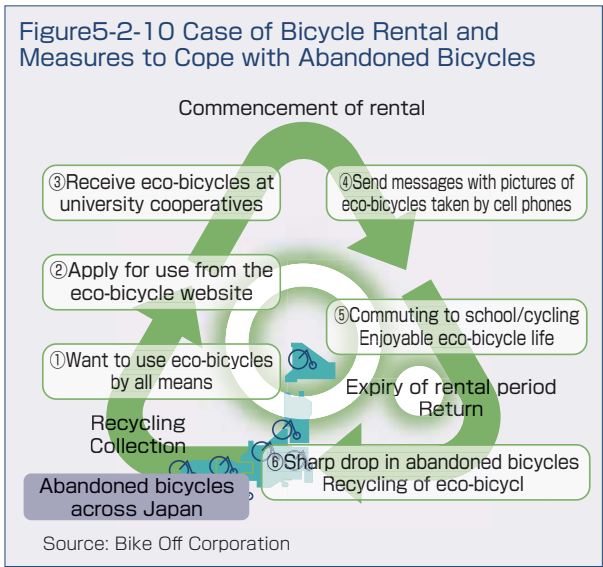 Figure5-2-10 Case of Bicycle Rental and
Measures to Cope with Abandoned Bicycles
Commencement of rental
③Receive eco-bicycles at
university cooperatives
④Send messages with pictures of
eco-bicycles taken by cell phones
②Apply for use from the
eco-bicycle website
⑤Commuting to school/cycling
Enjoyable eco-bicycle life
①Want to use eco-bicycles
by all means
Expiry of rental period
Return
Recycling
Collection
⑥Sharp drop in abandoned bicycles
Recycling of eco-bicycl
Abandoned bicycles
across Japan
Source: Bike Off Corporation